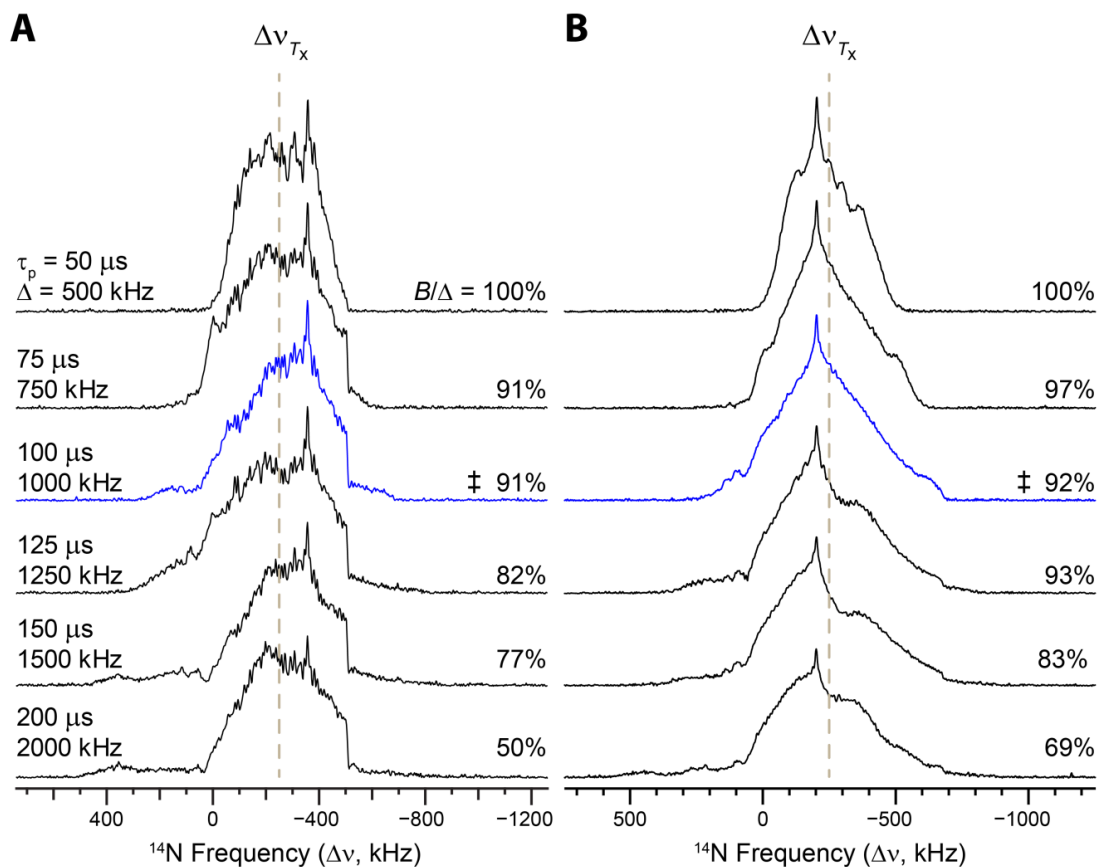 A
Δν_Tx
τp = 50 μs
Δ = 500 kHz
B/Δ = 100%
75 μs
750 kHz
91%
100 μs
1000 kHz
‡ 91%
125 μs
1250 kHz
82%
150 μs
1500 kHz
77%
200 μs
2000 kHz
50%
400 0 −400 −800 −1200
¹⁴N Frequency (Δν, kHz)
B
Δν_Tx
100%
97%
‡ 92%
93%
83%
69%
500 0 −500 −1000
¹⁴N Frequency (Δν, kHz)